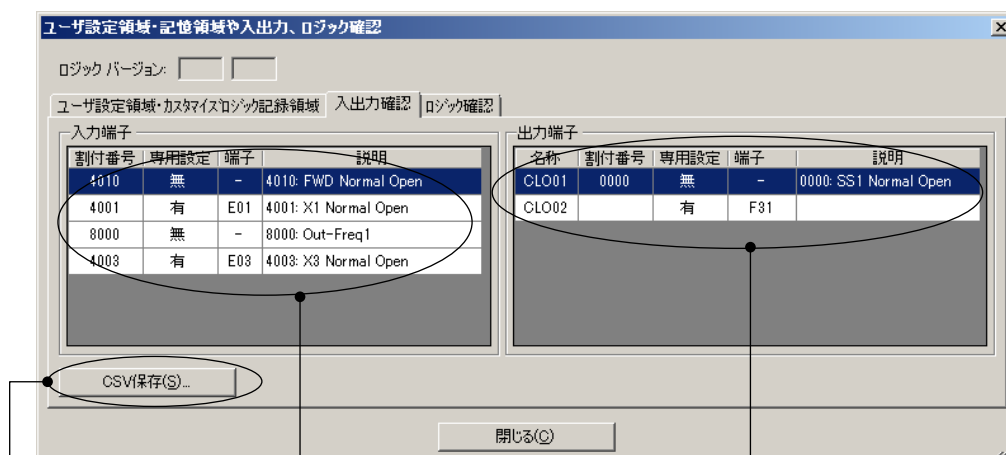 ユーザ設定領域・記憶領域や入出力、ロジック確認
ロジック バージョン:
ユーザ設定領域・カスタマイズロジック記録領域 入出力確認 ロジック確認
入力端子
割付番号 専用設定 端子 説明
4010 無 - 4010: FWD Normal Open
4001 有 E01 4001: X1 Normal Open
8000 無 - 8000: Out-Freq1
4003 有 E03 4003: X3 Normal Open
出力端子
名称 割付番号 専用設定 端子 説明
CLO01 0000 無 - 0000: SS1 Normal Open
CLO02 有 F31
CSV保存(S)...
閉じる(C)